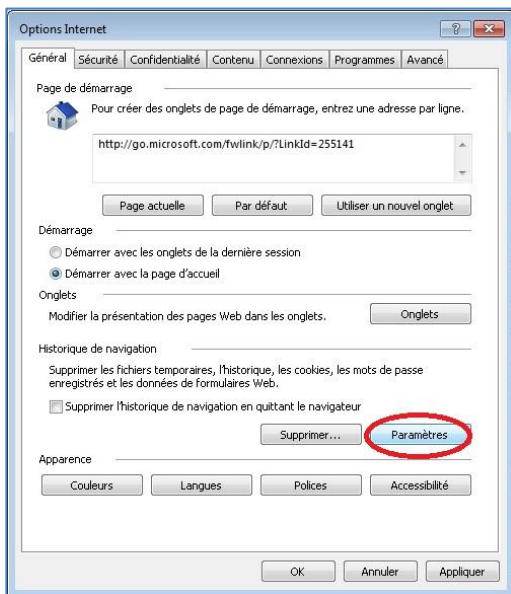 Options Internet
Général Sécurité Confidentialité Contenu Connexions Programmes Avancé
Page de démarrage
Pour créer des onglets de page de démarrage, entrez une adresse par ligne.
http://go.microsoft.com/fwlink/p/?LinkId=255141
Page actuelle Par défaut Utiliser un nouvel onglet
Démarrage
Démarrer avec les onglets de la dernière session
Démarrer avec la page d'accueil
Onglets
Modifier la présentation des pages Web dans les onglets. Onglets
Historique de navigation
Supprimer les fichiers temporaires, l'historique, les cookies, les mots de passe
enregistrés et les données de formulaires Web.
Supprimer l'historique de navigation en quittant le navigateur
Supprimer... Paramètres
Apparence
Couleurs Langues Polices Accessibilité
OK Annuler Appliquer